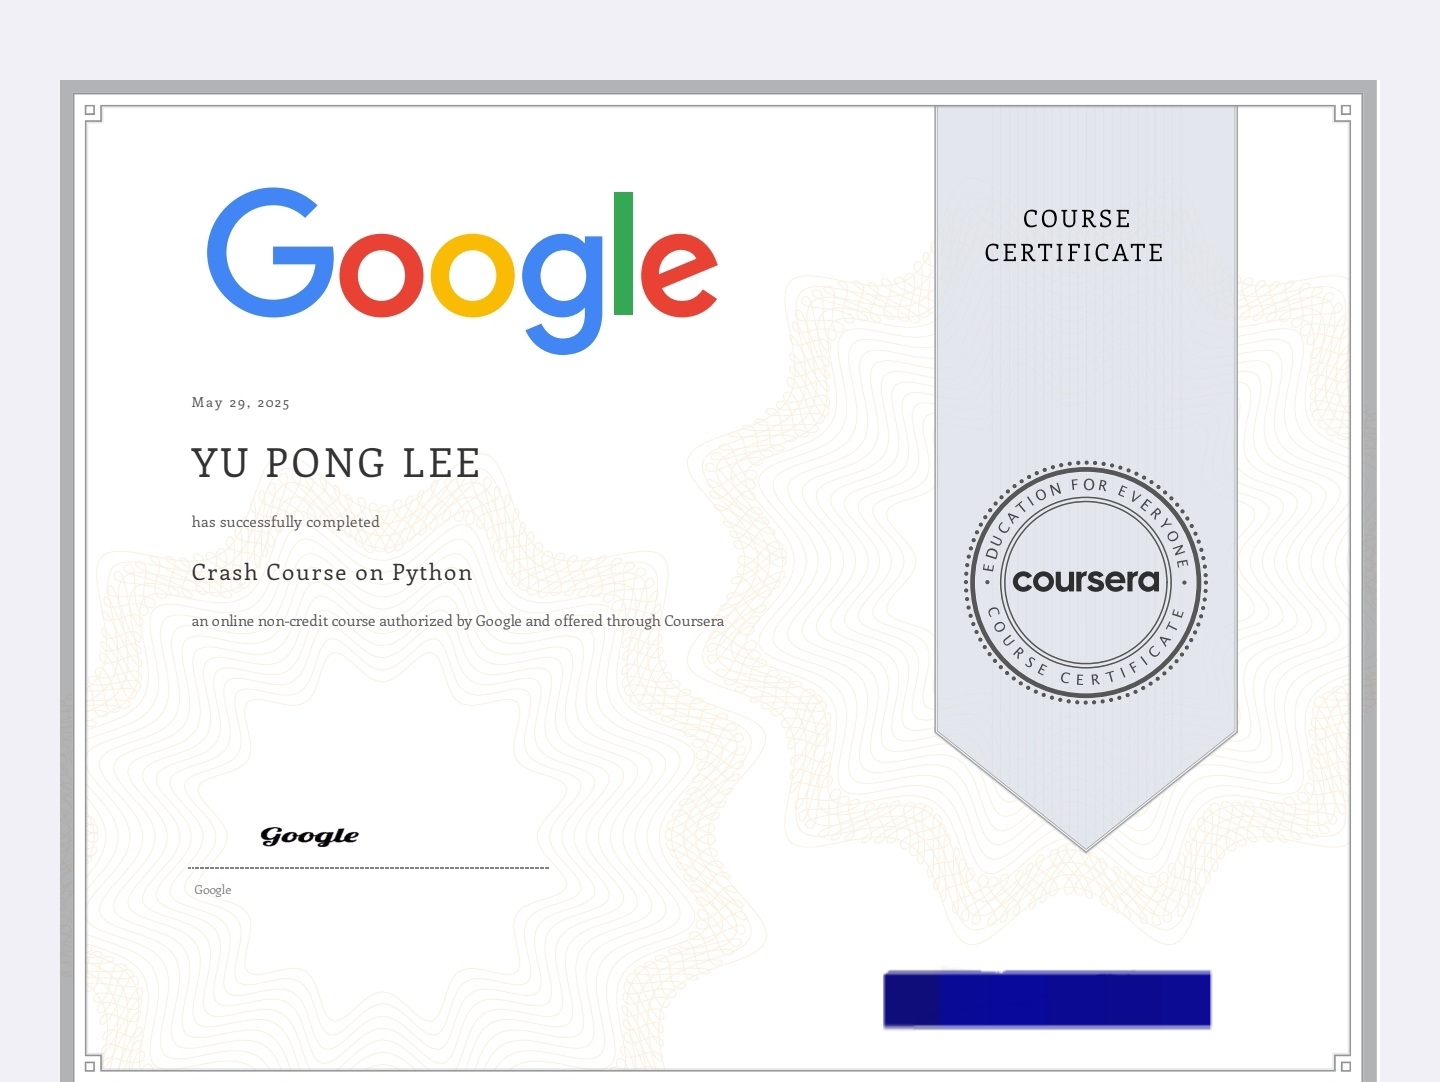 Google
COURSE
CERTIFICATE
May 29, 2025
YU PONG LEE
has successfully completed
Crash Course on Python
an online non-credit course authorized by Google and offered through Coursera
EDUCATION FOR EVERYONE
coursera
COURSE CERTIFICATE
Google
Google